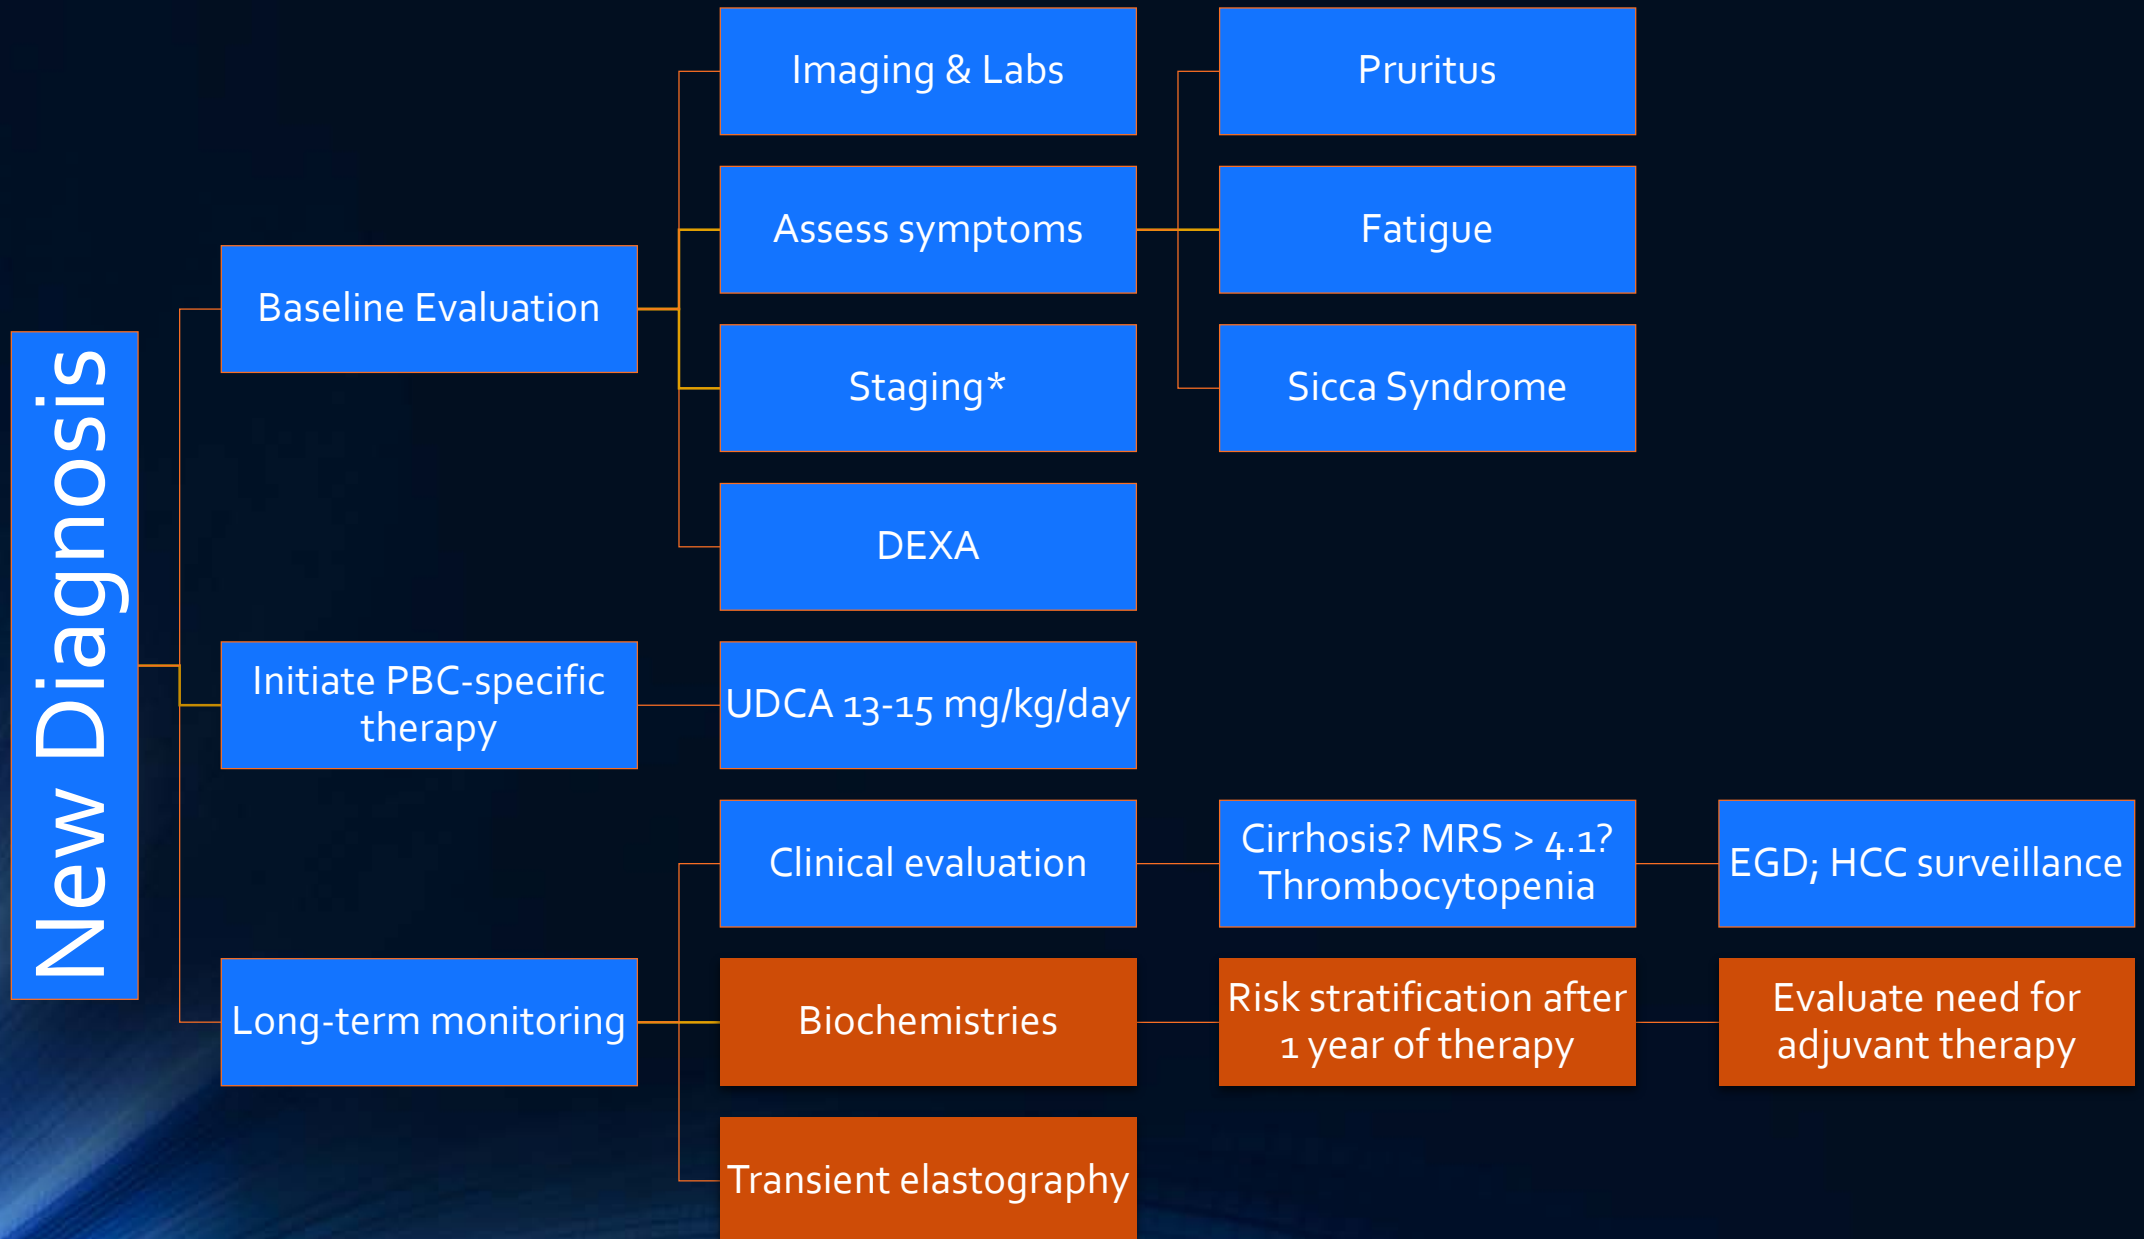 New Diagnosis
Baseline Evaluation
Imaging & Labs
Assess symptoms
Pruritus
Fatigue
Sicca Syndrome
Staging*
DEXA
Initiate PBC-specific
therapy
UDCA 13-15 mg/kg/day
Long-term monitoring
Clinical evaluation
Cirrhosis? MRS > 4.1?
Thrombocytopenia
EGD; HCC surveillance
Biochemistries
Risk stratification after
1 year of therapy
Evaluate need for
adjuvant therapy
Transient elastography